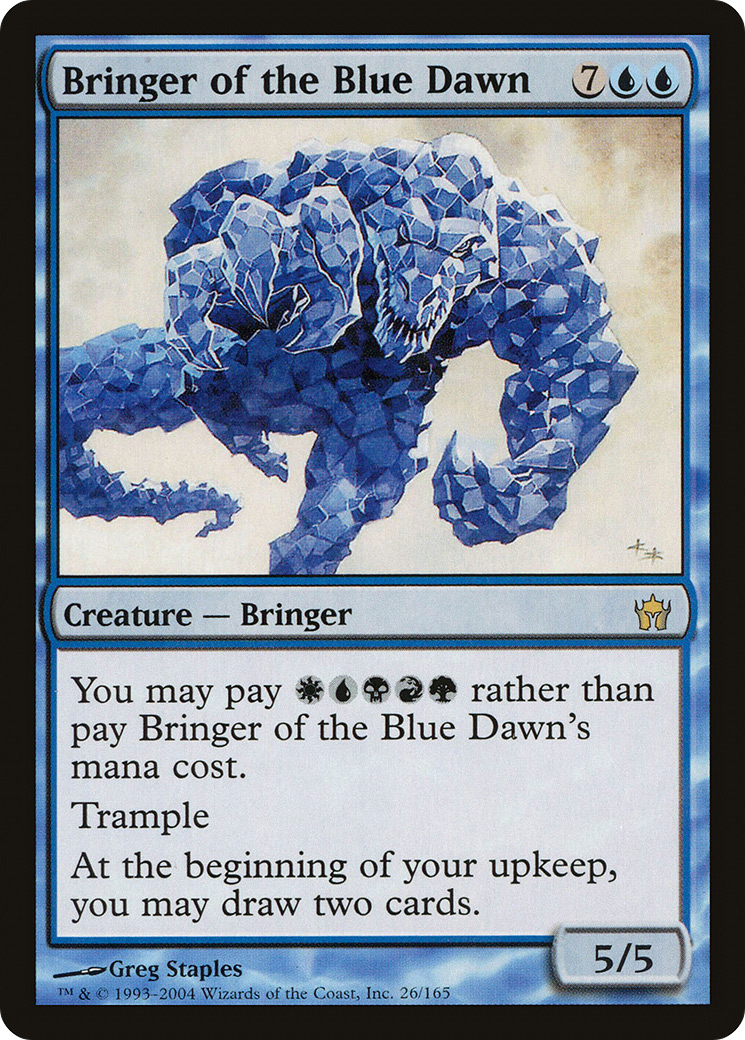 Bringer of the Blue Dawn 7
Creature — Bringer
You may pay rather than
pay Bringer of the Blue Dawn's
mana cost.
Trample
At the beginning of your upkeep,
you may draw two cards.
5/5
Greg Staples
™ & © 1993–2004 Wizards of the Coast, Inc. 26/165